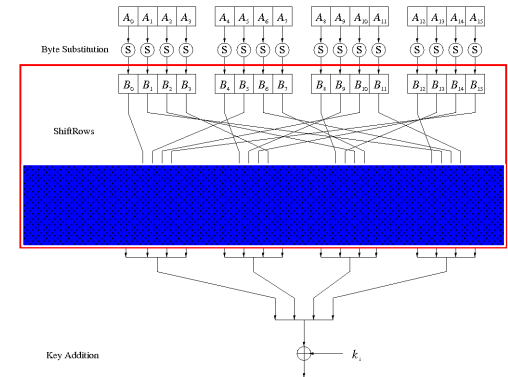 A0 A1 A2 A3 A4 A5 A6 A7 A8 A9 A10 A11 A12 A13 A14 A15
Byte Substitution S S S S S S S S S S S S S S S S
B0 B1 B2 B3 B4 B5 B6 B7 B8 B9 B10 B11 B12 B13 B14 B15
ShiftRows
Key Addition
ki